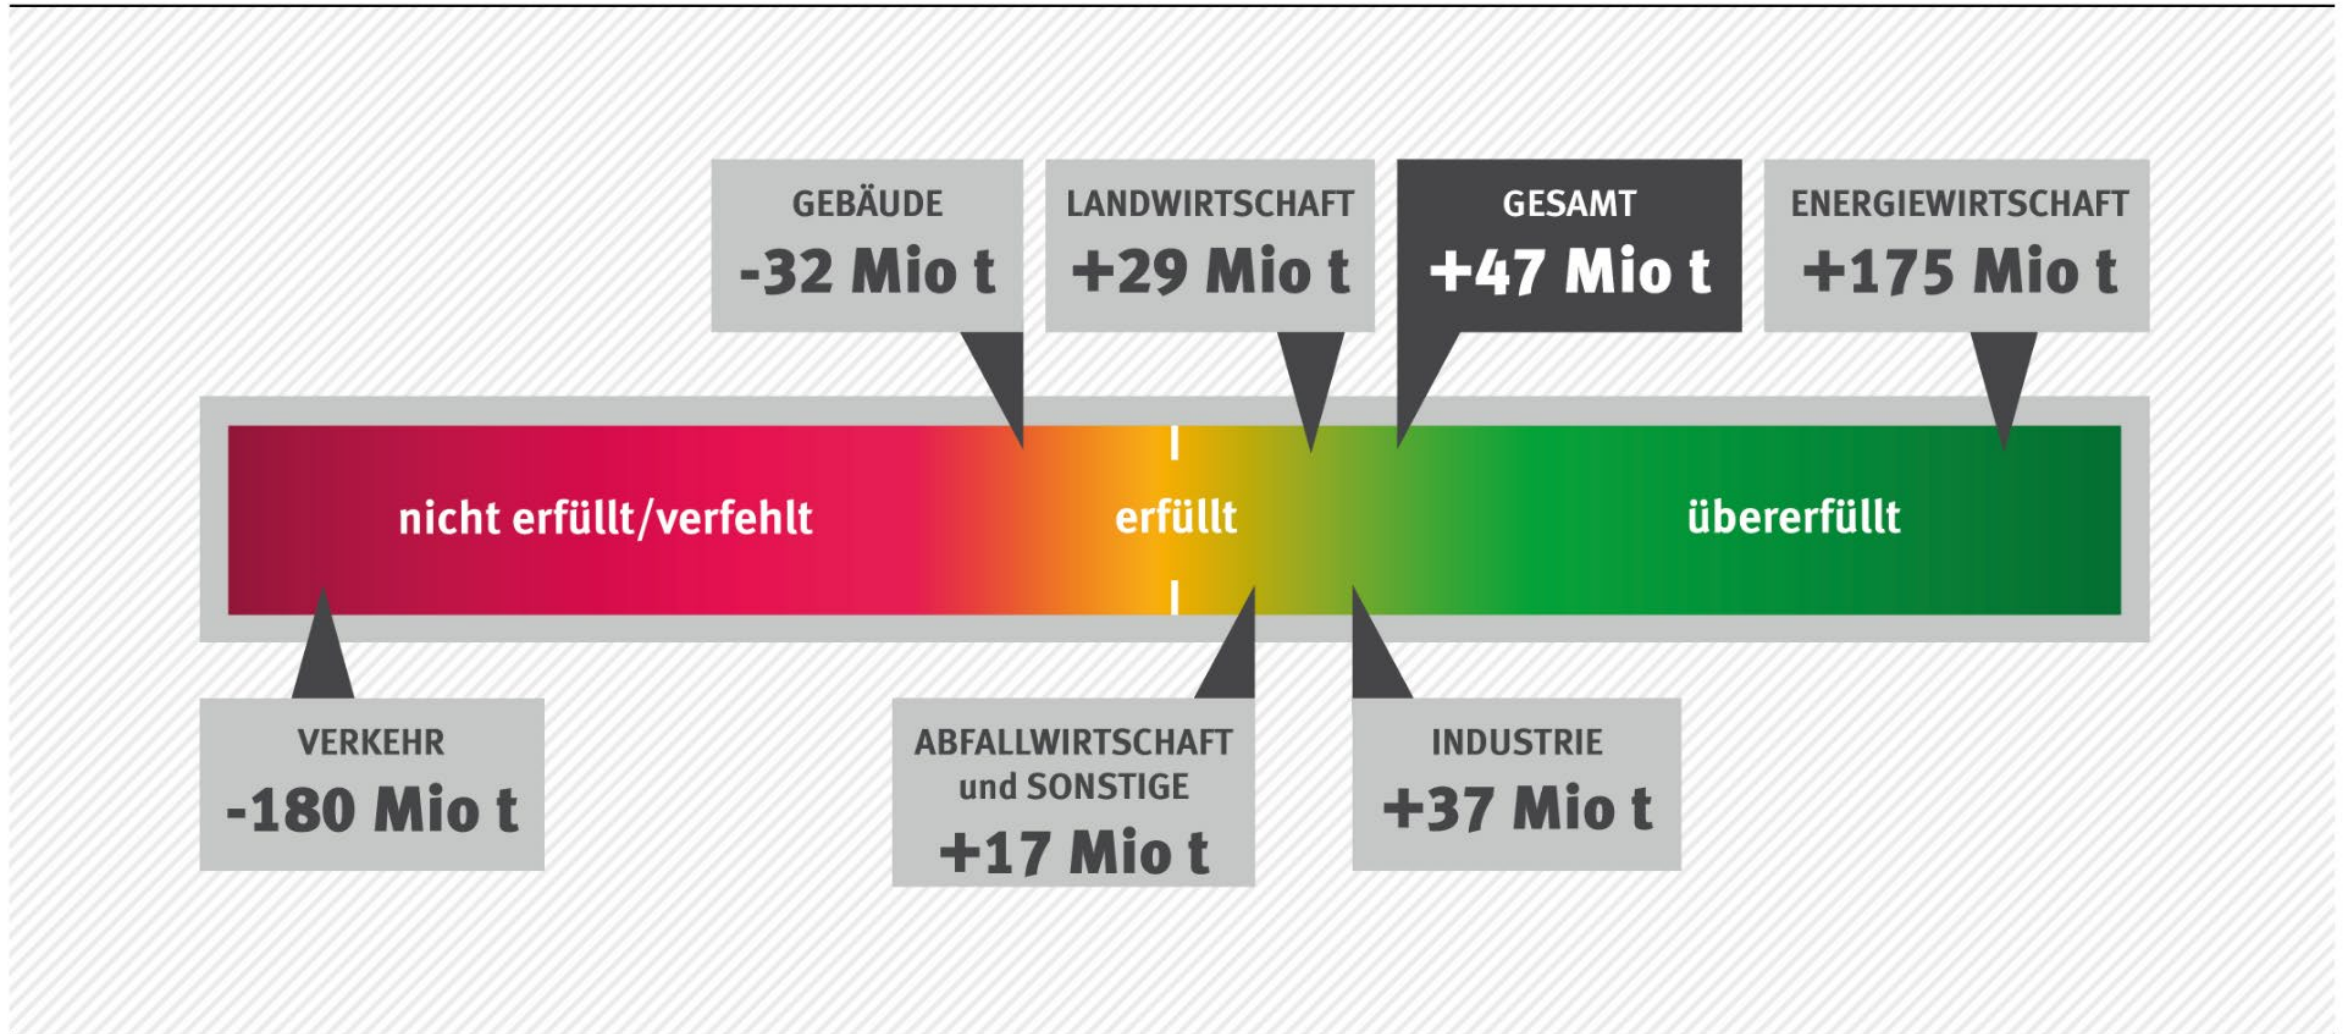 GEBÄUDE
-32 Mio t
LANDWIRTSCHAFT
+29 Mio t
GESAMT
+47 Mio t
ENERGIEWIRTSCHAFT
+175 Mio t
nicht erfüllt/verfehlt
erfüllt
übererfüllt
VERKEHR
-180 Mio t
ABFALLWIRTSCHAFT
und SONSTIGE
+17 Mio t
INDUSTRIE
+37 Mio t